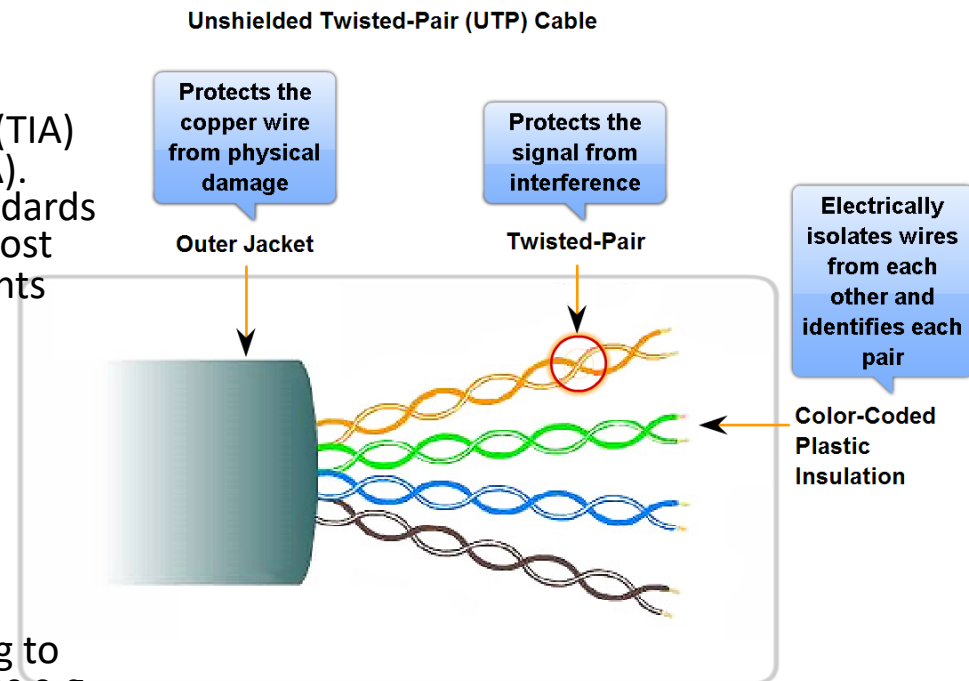 Unshielded Twisted-Pair (UTP) Cable
(TIA)
).
dards
ost
nts
g to
Protects the
copper wire
from physical
damage
Outer Jacket
Protects the
signal from
interference
Twisted-Pair
Electrically
isolates wires
from each
other and
identifies each
pair
Color-Coded
Plastic
Insulation